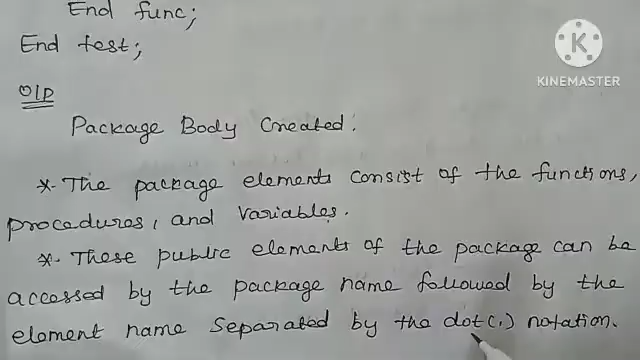 End func;
End test;
O/P
Package Body Created.
*. The package elements consist of the functions,
procedures, and variables.
*. These public elements of the package can be
accessed by the package name followed by the
element name separated by the dot(.) notation.
K
KINEMASTER